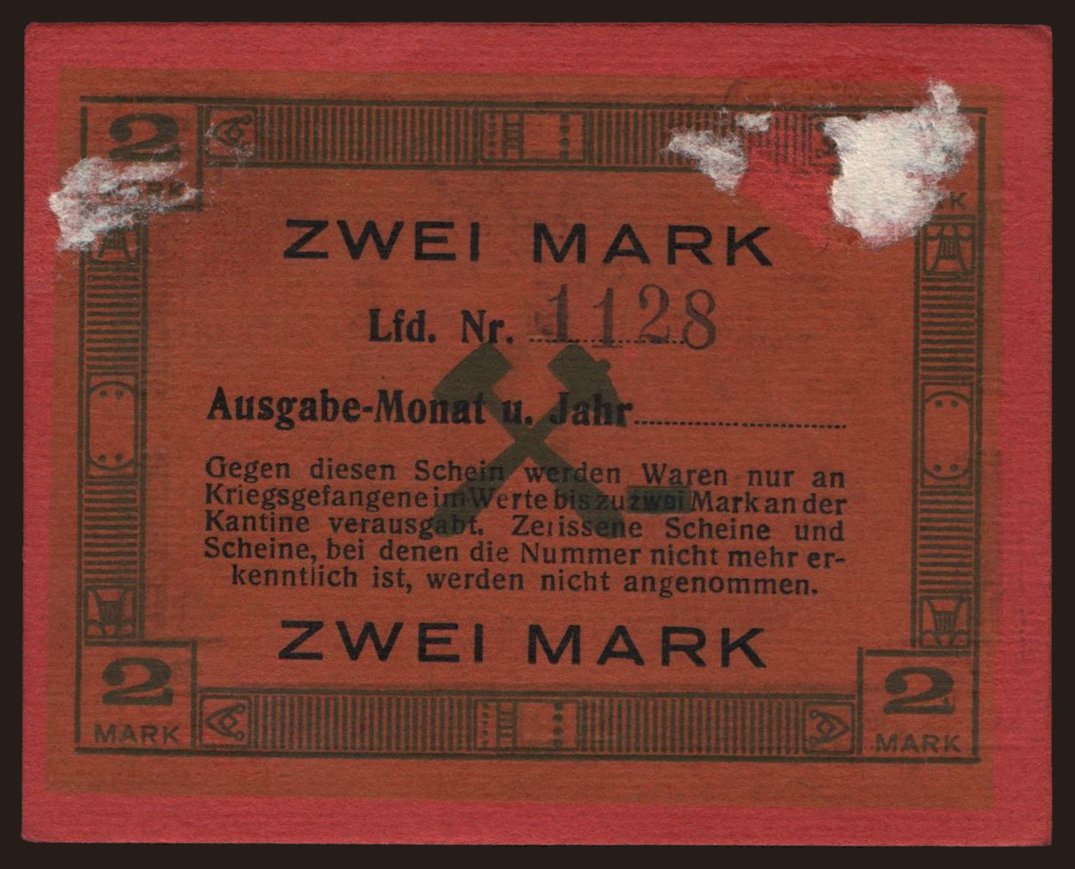 2
MARK
ZWEI MARK
Lfd. Nr. 1128
Ausgabe-Monat u. Jahr
Gegen diesen Schein werden Waren nur an
Kriegsgefangene im Werte bis zu zwei Mark an der
Kantine verausgabt. Zerissene Scheine und
Scheine, bei denen die Nummer nicht mehr er-
kenntlich ist, werden nicht angenommen.
ZWEI MARK
2
MARK
2
MARK